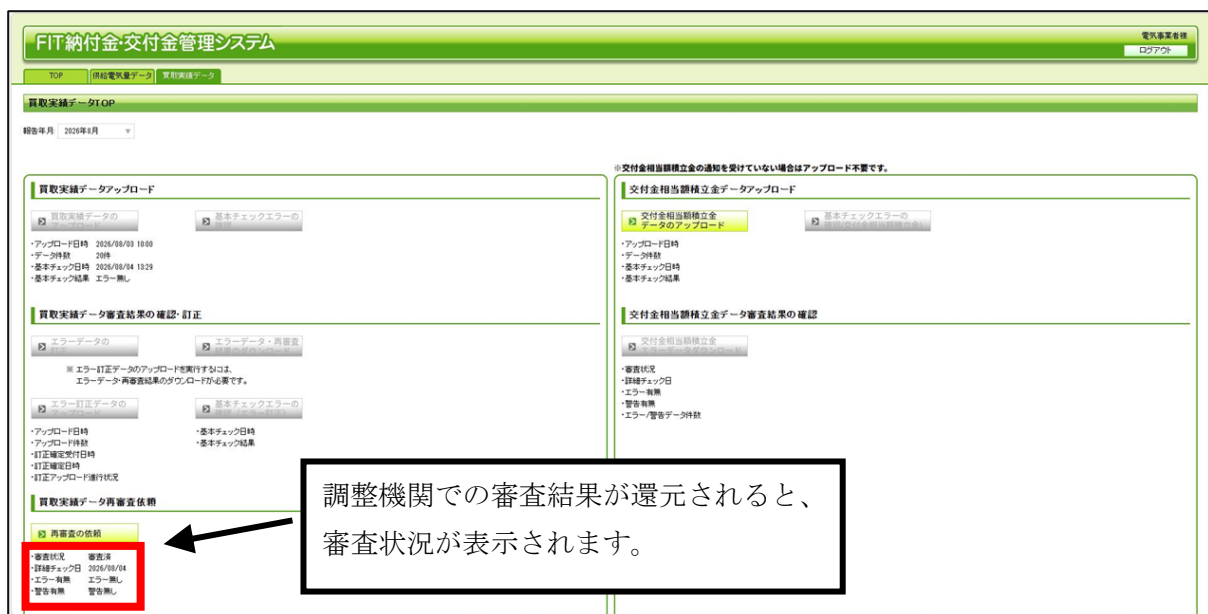 FIT納付金・交付金管理システム
電気事業者様
ログアウト
TOP
供給電気量データ
買取実績データ
買取実績データTOP
報告年月 2026年8月
※交付金相当額積立金の通知を受けていない場合はアップロード不要です。
買取実績データアップロード
買取実績データの
アップロード
基本チェックエラーの
・アップロード日時 2026/08/03 10:00
・データ件数 20件
・基本チェック日時 2026/08/04 13:29
・基本チェック結果 エラー無し
買取実績データ審査結果の確認・訂正
エラーデータの
訂正
エラーデータ・再審査
結果のダウンロード
※ エラー訂正データのアップロードを実行するには、
エラーデータ・再審査結果のダウンロードが必要です。
エラー訂正データの
アップロード
基本チェックエラーの
確認(エラー訂正)
・アップロード日時
・アップロード件数
・訂正確定受付日時
・訂正確定日時
・訂正アップロード進行状況
・基本チェック日時
・基本チェック結果
買取実績データ再審査依頼
再審査の依頼
・審査状況 審査済
・詳細チェック日 2026/08/04
・エラー有無 エラー無し
・警告有無 警告無し
交付金相当額積立金データアップロード
交付金相当額積立金
データのアップロード
基本チェックエラーの
確認(交付金相当額積立金)
・アップロード日時
・データ件数
・基本チェック日時
・基本チェック結果
交付金相当額積立金データ審査結果の確認
交付金相当額積立金
エラーデータダウンロード
・審査状況
・詳細チェック日
・エラー有無
・警告有無
・エラー/警告データ件数
調整機関での審査結果が還元されると、
審査状況が表示されます。